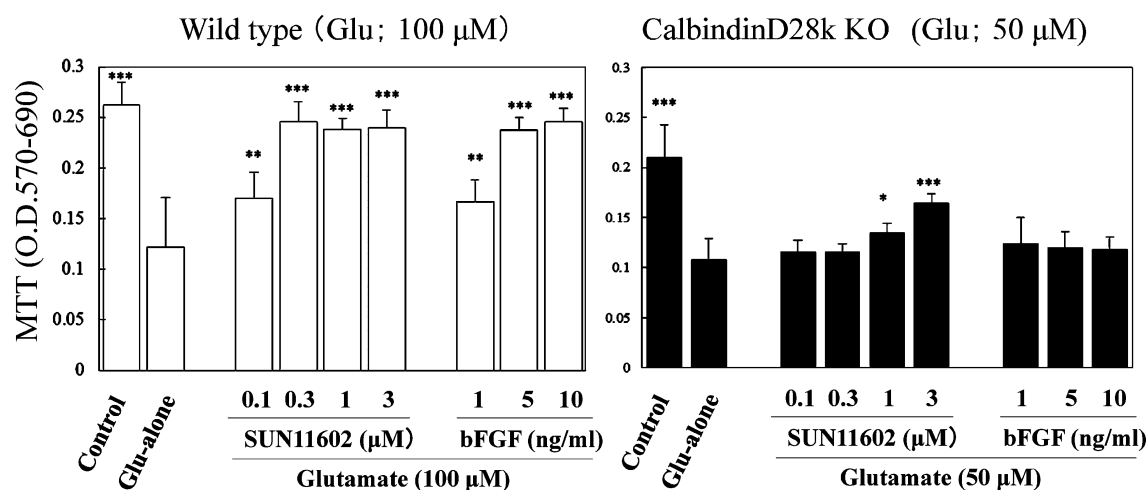 Wild type (Glu; 100 μM)
MTT (O.D.570-690)
0.3
0.25
0.2
0.15
0.1
0.05
0
***
**
***
***
***
**
***
***
Control
Glu-alone
0.1 0.3 1 3
1 5 10
SUN11602 (μM)
bFGF (ng/ml)
Glutamate (100 μM)
CalbindinD28k KO (Glu; 50 μM)
0.3
0.25
0.2
0.15
0.1
0.05
0
***
*
***
Control
Glu-alone
0.1 0.3 1 3
1 5 10
SUN11602 (μM)
bFGF (ng/ml)
Glutamate (50 μM)